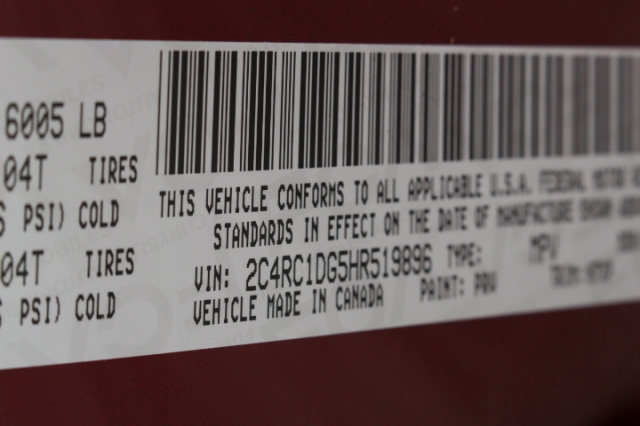 6005 LB
04T TIRES
PSI) COLD
04T TIRES
PSI) COLD
THIS VEHICLE CONFORMS TO ALL APPLICABLE U.S.A. FEDERAL MOTOR
STANDARDS IN EFFECT ON THE DATE OF MANUFACTURE SHOWN
VIN: 2C4RC1DG5HR519896 TYPE: MPV
VEHICLE MADE IN CANADA PAINT: PRV